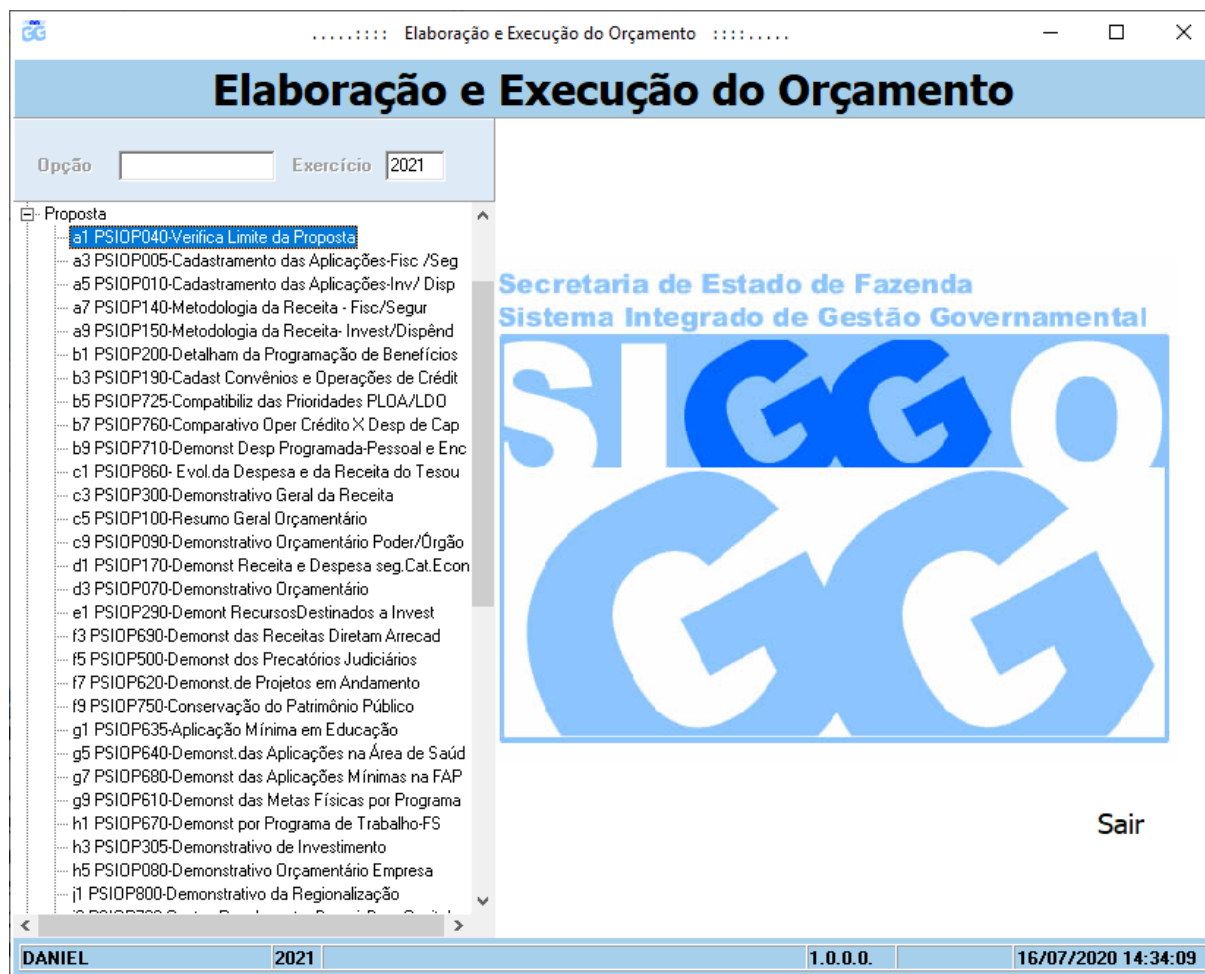 .....:::: Elaboração e Execução do Orçamento ::::.....
Elaboração e Execução do Orçamento
Opção
Exercício 2021
Proposta
a1 PSIOP040-Verifica Limite da Proposta
a3 PSIOP005-Cadastramento das Aplicações-Fisc /Seg
a5 PSIOP010-Cadastramento das Aplicações-Inv/ Disp
a7 PSIOP140-Metodologia da Receita - Fisc/Segur
a9 PSIOP150-Metodologia da Receita- Invest/Dispênd
b1 PSIOP200-Detalham da Programação de Benefícios
b3 PSIOP190-Cadast Convênios e Operações de Crédit
b5 PSIOP725-Compatibiliz das Prioridades PLOA/LDO
b7 PSIOP760-Comparativo Oper Crédito X Desp de Cap
b9 PSIOP710-Demonst Desp Programada-Pessoal e Enc
c1 PSIOP860- Evol.da Despesa e da Receita do Tesou
c3 PSIOP300-Demonstrativo Geral da Receita
c5 PSIOP100-Resumo Geral Orçamentário
c9 PSIOP090-Demonstrativo Orçamentário Poder/Órgão
d1 PSIOP170-Demonst Receita e Despesa seg.Cat.Econ
d3 PSIOP070-Demonstrativo Orçamentário
e1 PSIOP290-Demont RecursosDestinados a Invest
f3 PSIOP690-Demonst das Receitas Diretam Arrecad
f5 PSIOP500-Demonst dos Precatórios Judiciários
f7 PSIOP620-Demonst.de Projetos em Andamento
f9 PSIOP750-Conservação do Patrimônio Público
g1 PSIOP635-Aplicação Mínima em Educação
g5 PSIOP640-Demonst.das Aplicações na Área de Saúd
g7 PSIOP680-Demonst das Aplicações Mínimas na FAP
g9 PSIOP610-Demonst das Metas Físicas por Programa
h1 PSIOP670-Demonst por Programa de Trabalho-FS
h3 PSIOP305-Demonstrativo de Investimento
h5 PSIOP080-Demonstrativo Orçamentário Empresa
j1 PSIOP800-Demonstrativo da Regionalização
Secretaria de Estado de Fazenda
Sistema Integrado de Gestão Governamental
SIGGO
GG
Sair
DANIEL 2021 1.0.0.0. 16/07/2020 14:34:09